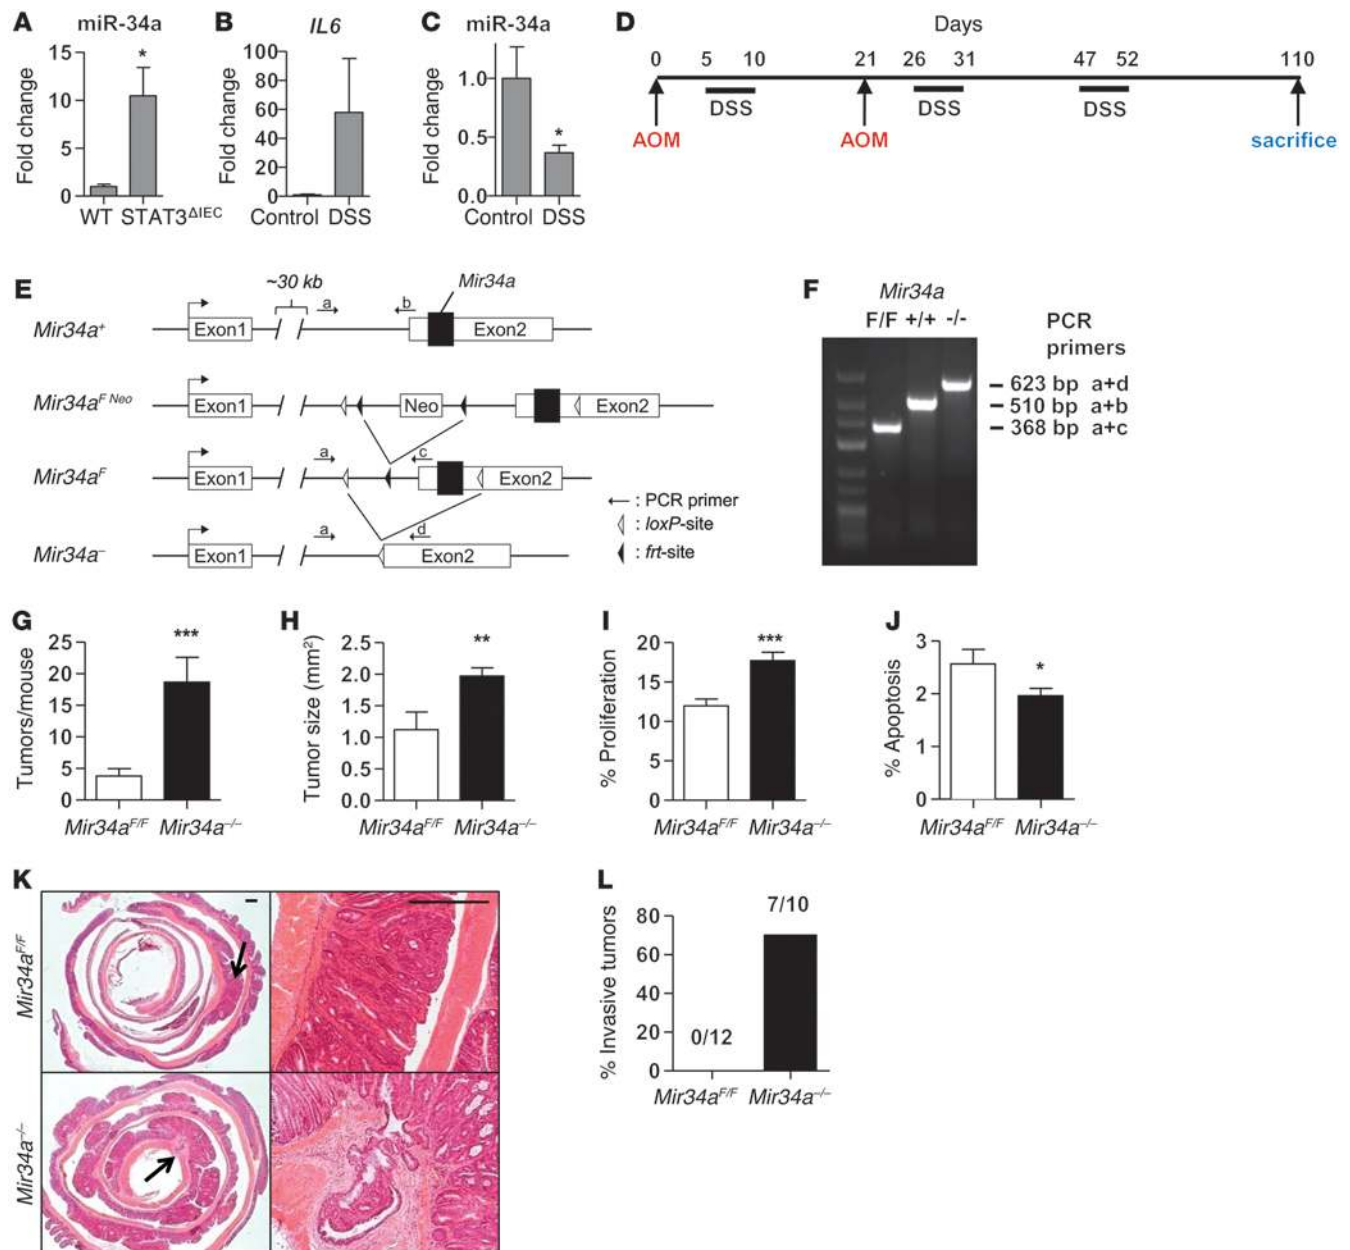 A
miR-34a
Fold change
15
10
5
0
*
WT STAT3ΔIEC
B
IL6
Fold change
100
80
60
40
20
0
Control DSS
C
miR-34a
Fold change
1.0
0.5
0.0
*
Control DSS
D
Days
0 5 10 21 26 31 47 52 110
DSS DSS DSS
AOM AOM sacrifice
E
~30 kb
Mir34a
Mir34a+
Exon1
a
b
Exon2
Mir34aF Neo
Exon1
Neo
Exon2
Mir34aF
Exon1
a
c
Exon2
Mir34a–
Exon1
a
d
Exon2
: PCR primer
: loxP-site
: frt-site
F
Mir34a
F/F +/+ -/-
PCR
primers
– 623 bp a+d
– 510 bp a+b
– 368 bp a+c
G
Tumors/mouse
25
20
15
10
5
0
***
Mir34aF/F Mir34a–/–
H
Tumor size (mm²)
2.5
2.0
1.5
1.0
0.5
0.0
**
Mir34aF/F Mir34a–/–
I
% Proliferation
20
15
10
5
0
***
Mir34aF/F Mir34a–/–
J
% Apoptosis
3
2
1
0
*
Mir34aF/F Mir34a–/–
K
Mir34aF/F
Mir34a–/–
L
% Invasive tumors
80
60
40
20
0
0/12
7/10
Mir34aF/F Mir34a–/–